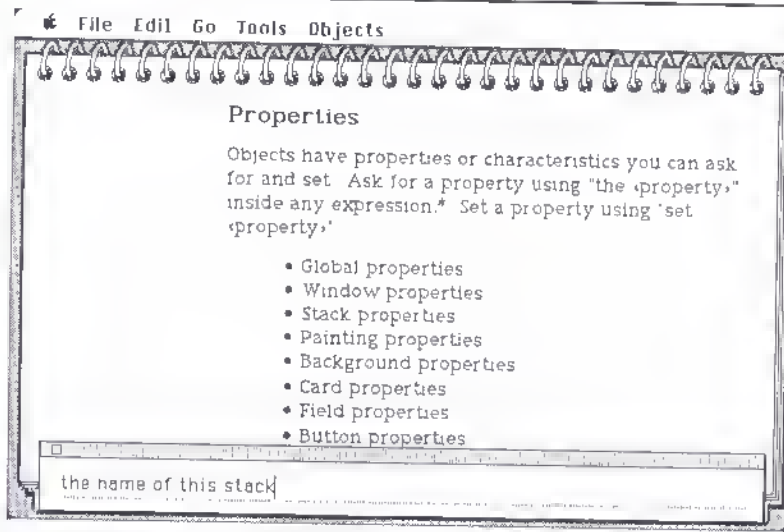 File Edit Go Tools Objects
Properties
Objects have properties or characteristics you can ask
for and set Ask for a property using "the ‹property›"
inside any expression.* Set a property using 'set
‹property›'
• Global properties
• Window properties
• Stack properties
• Painting properties
• Background properties
• Card properties
• Field properties
• Button properties
the name of this stack